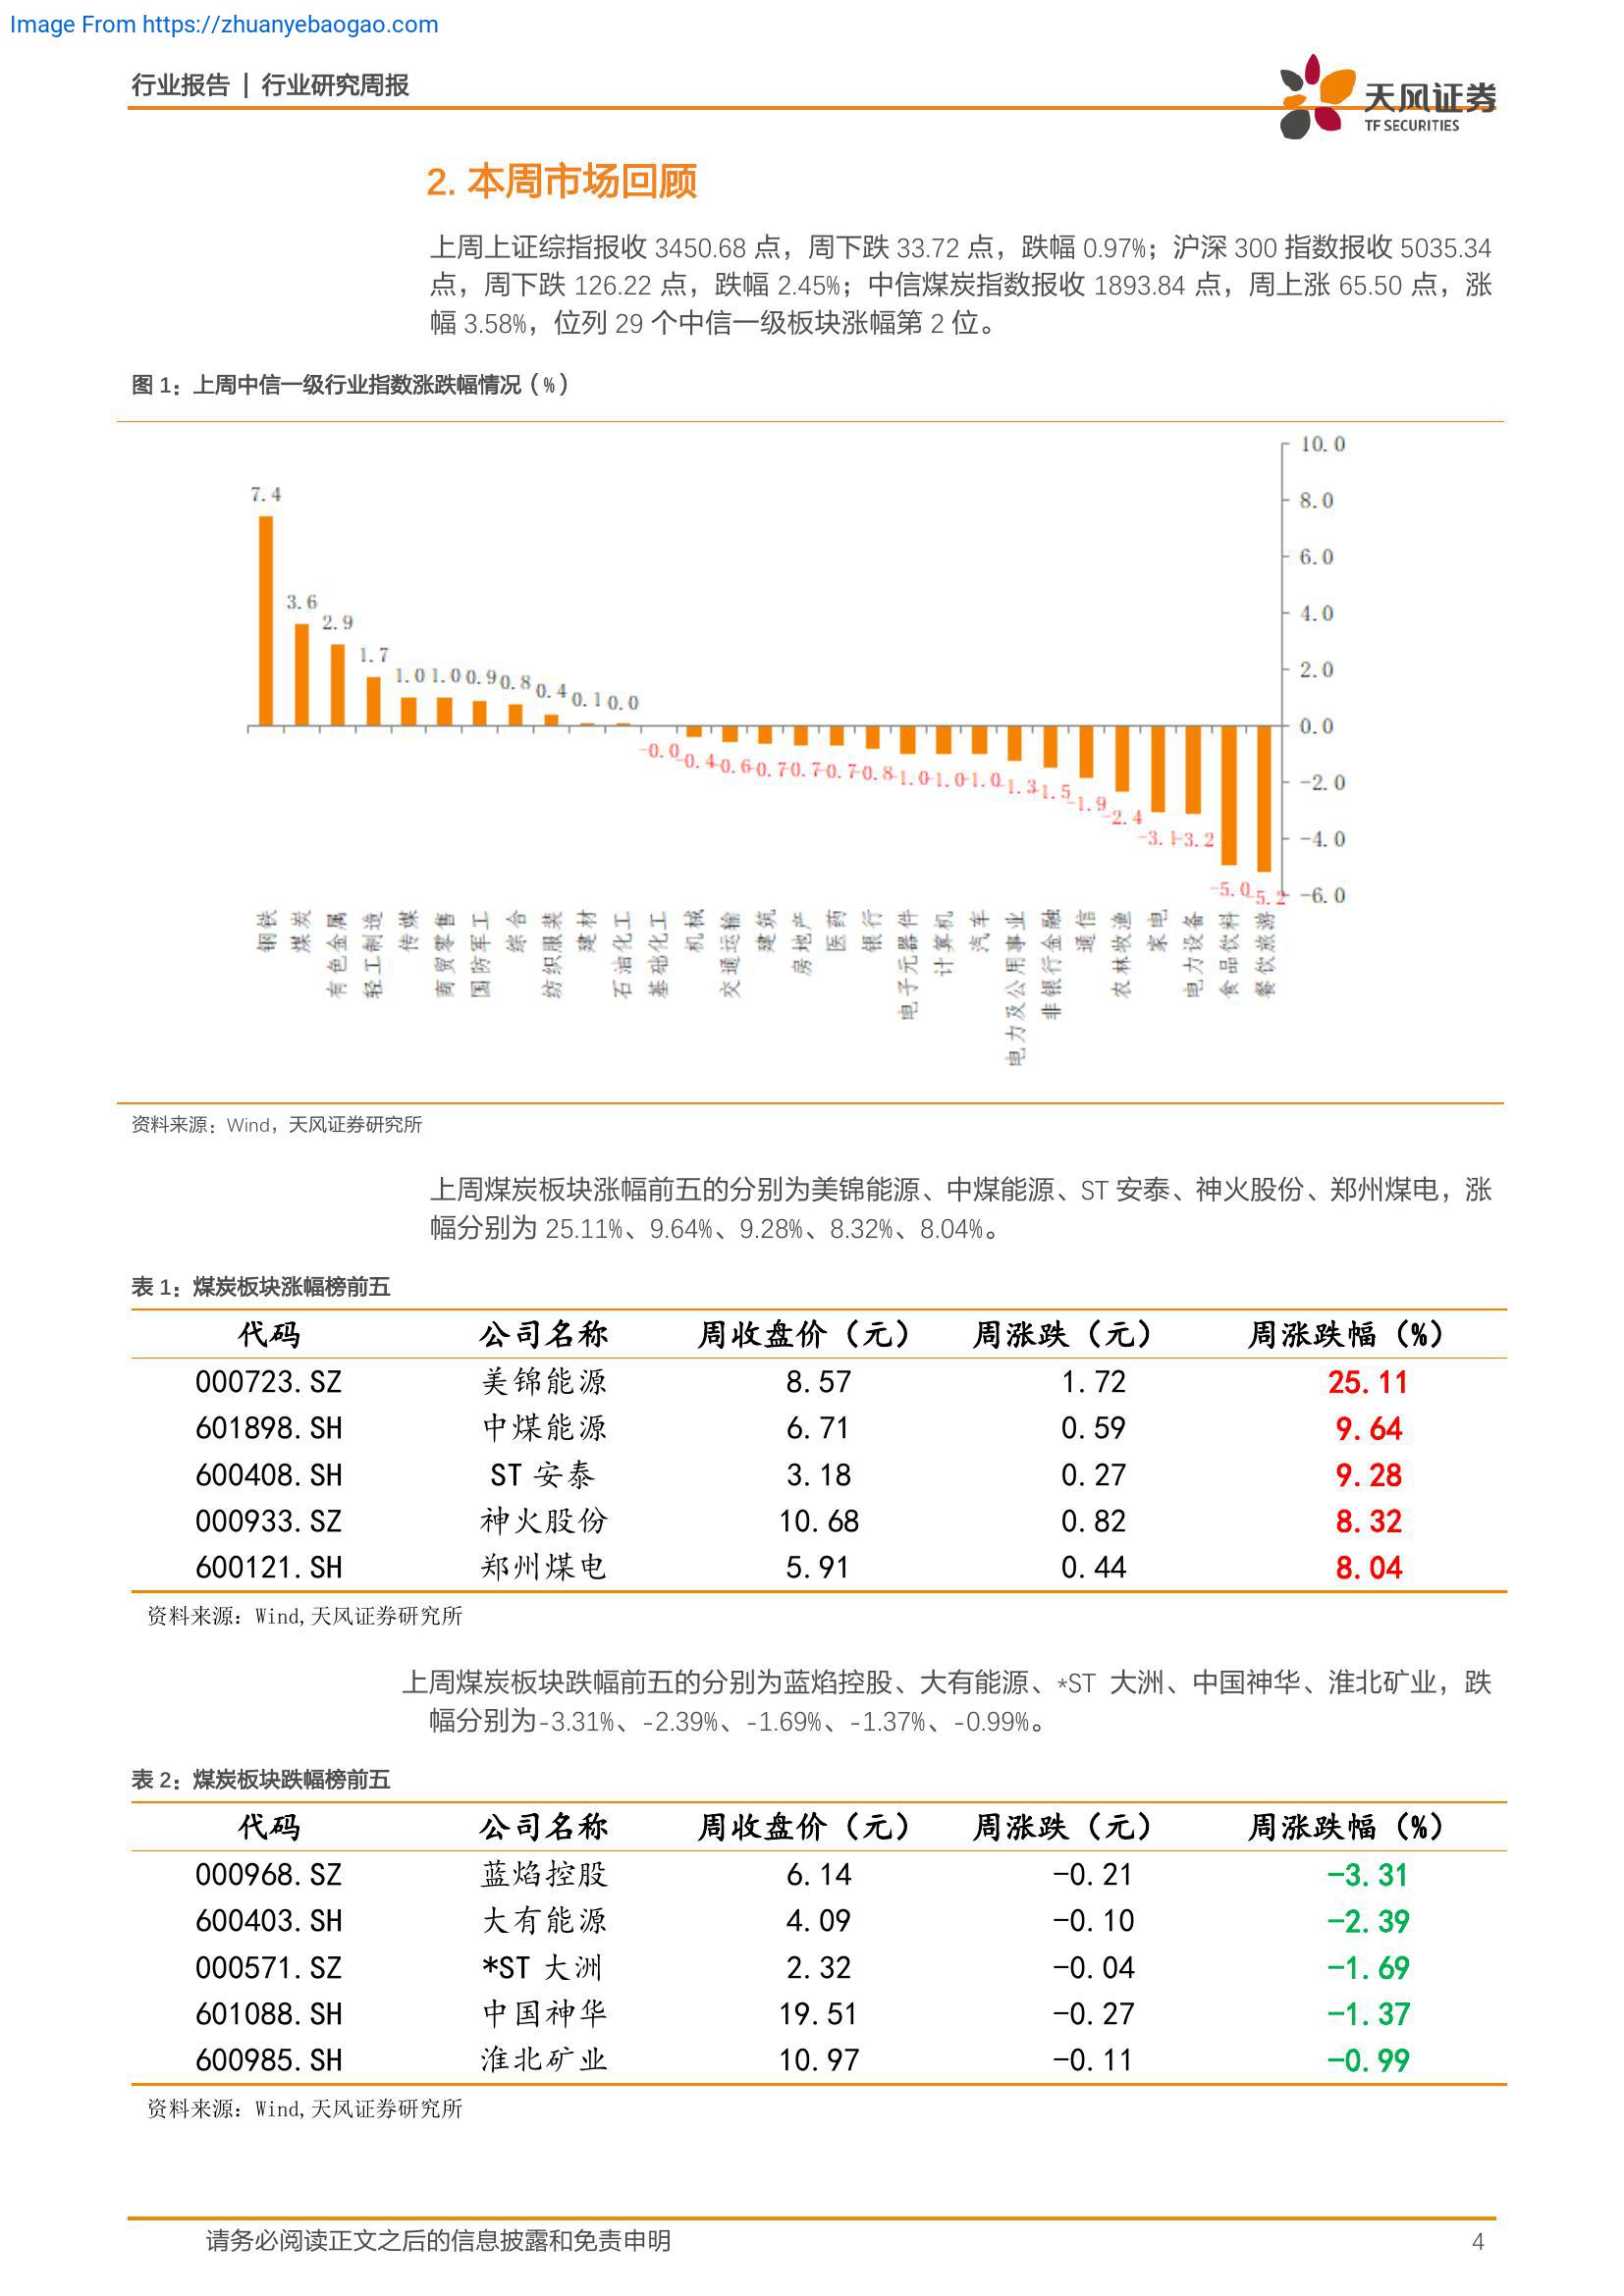 Image From https://zhuanyebaogao.com
行业报告 | 行业研究周报
天风证券
TF SECURITIES
2. 本周市场回顾
上周上证综指报收 3450.68 点，周下跌 33.72 点，跌幅 0.97%；沪深 300 指数报收 5035.34
点，周下跌 126.22 点，跌幅 2.45%；中信煤炭指数报收 1893.84 点，周上涨 65.50 点，涨
幅 3.58%，位列 29 个中信一级板块涨幅第 2 位。
图 1：上周中信一级行业指数涨跌幅情况（%）
10.0
8.0
6.0
4.0
2.0
0.0
-2.0
-4.0
-6.0
7.4
3.6
2.9
1.7
1.0
1.0
0.9
0.8
0.4
0.1
0.0
-0.0
-0.4
-0.6
-0.7
-0.7
-0.7
-0.8
-1.0
-1.0
-1.0
-1.3
-1.5
-1.9
-2.4
-3.1
-3.2
-5.0
-5.2
钢铁
煤炭
有色金属
轻工制造
传媒
商贸零售
国防军工
综合
纺织服装
建材
石油化工
基础化工
机械
交通运输
建筑
房地产
医药
银行
电子元器件
计算机
汽车
电力及公用事业
非银行金融
通信
农林牧渔
家电
电力设备
食品饮料
餐饮旅游
资料来源：Wind，天风证券研究所
上周煤炭板块涨幅前五的分别为美锦能源、中煤能源、ST 安泰、神火股份、郑州煤电，涨
幅分别为 25.11%、9.64%、9.28%、8.32%、8.04%。
表 1：煤炭板块涨幅榜前五
代码 公司名称 周收盘价（元） 周涨跌（元） 周涨跌幅（%）
000723.SZ 美锦能源 8.57 1.72 25.11
601898.SH 中煤能源 6.71 0.59 9.64
600408.SH ST 安泰 3.18 0.27 9.28
000933.SZ 神火股份 10.68 0.82 8.32
600121.SH 郑州煤电 5.91 0.44 8.04
资料来源：Wind,天风证券研究所
上周煤炭板块跌幅前五的分别为蓝焰控股、大有能源、*ST 大洲、中国神华、淮北矿业，跌
幅分别为-3.31%、-2.39%、-1.69%、-1.37%、-0.99%。
表 2：煤炭板块跌幅榜前五
代码 公司名称 周收盘价（元） 周涨跌（元） 周涨跌幅（%）
000968.SZ 蓝焰控股 6.14 -0.21 -3.31
600403.SH 大有能源 4.09 -0.10 -2.39
000571.SZ *ST 大洲 2.32 -0.04 -1.69
601088.SH 中国神华 19.51 -0.27 -1.37
600985.SH 淮北矿业 10.97 -0.11 -0.99
资料来源：Wind,天风证券研究所
请务必阅读正文之后的信息披露和免责申明 4